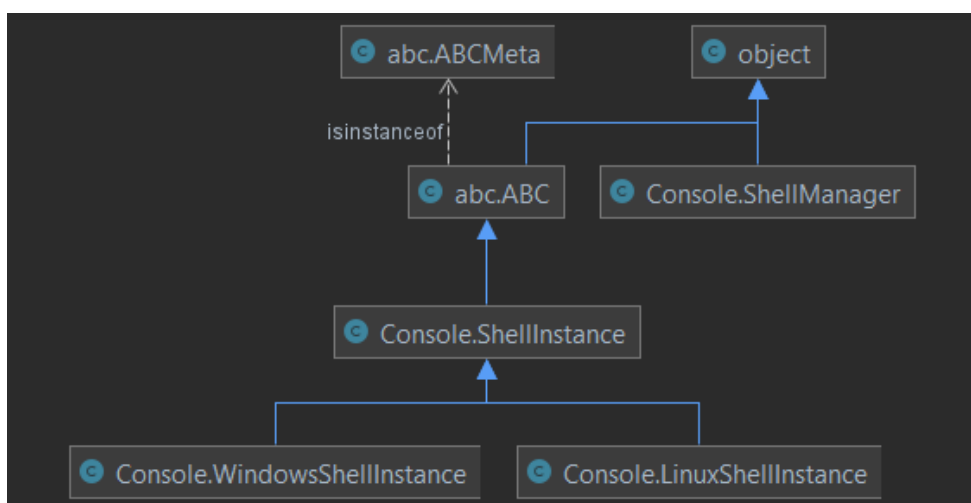 abc.ABCMeta
object
isinstanceof
abc.ABC
Console.ShellManager
Console.ShellInstance
Console.WindowsShellInstance
Console.LinuxShellInstance